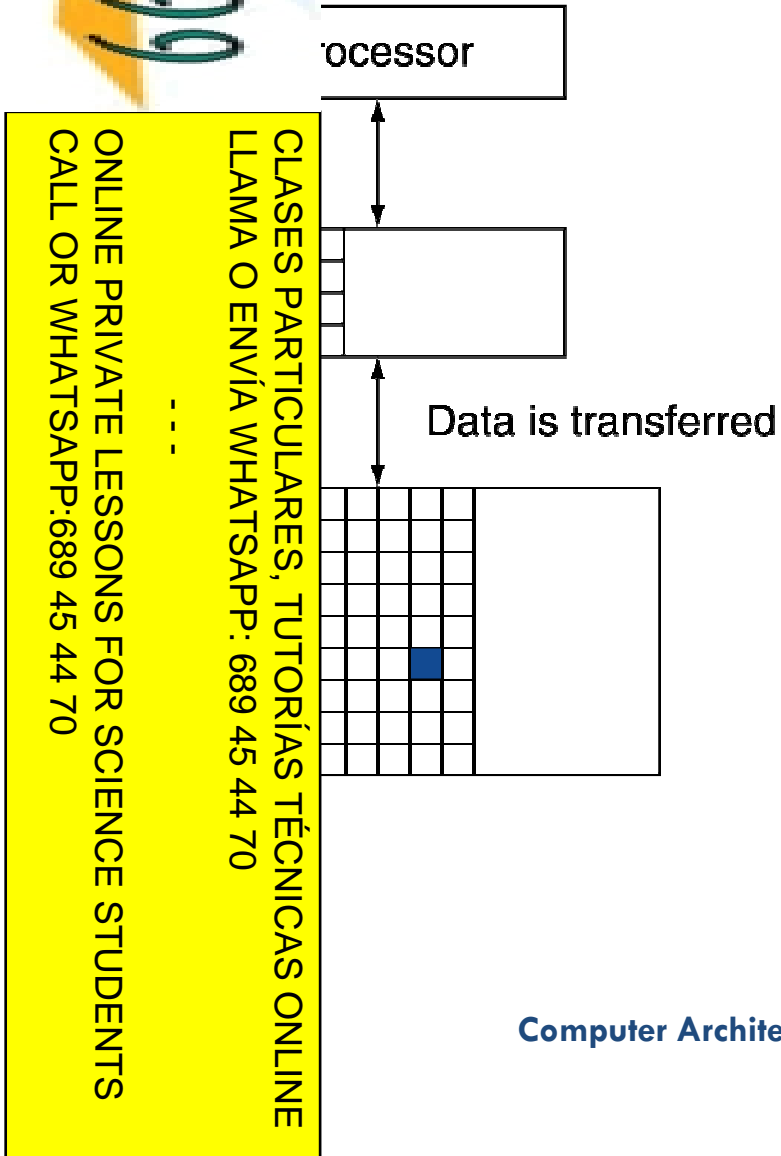 ocessor
CLASES PARTICULARES, TUTORÍAS TÉCNICAS ONLINE
LLAMA O ENVÍA WHATSAPP: 689 45 44 70
- - -
ONLINE PRIVATE LESSONS FOR SCIENCE STUDENTS
CALL OR WHATSAPP:689 45 44 70
Data is transferred
Computer Archite